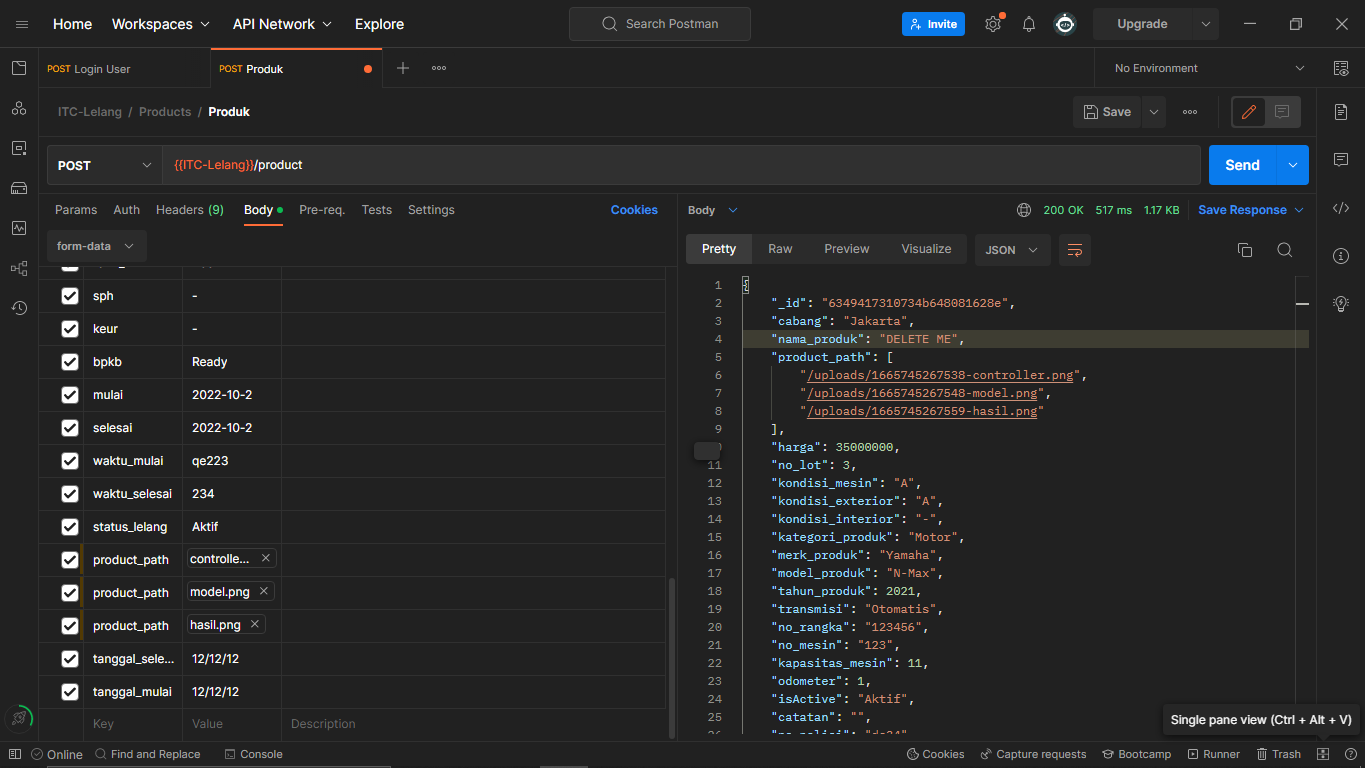 Home Workspaces API Network Explore Search Postman Invite Upgrade
POST Login User POST Produk No Environment
ITC-Lelang / Products / Produk Save
POST {{ITC-Lelang}}/product Send
Params Auth Headers (9) Body Pre-req. Tests Settings Cookies
form-data
sph -
keur -
bpkb Ready
mulai 2022-10-2
selesai 2022-10-2
waktu_mulai qe223
waktu_selesai 234
status_lelang Aktif
product_path controlle...
product_path model.png
product_path hasil.png
tanggal_sele... 12/12/12
tanggal_mulai 12/12/12
Key Value Description
Body 200 OK 517 ms 1.17 KB Save Response
Pretty Raw Preview Visualize JSON
1 {
2 "_id": "6349417310734b648081628e",
3 "cabang": "Jakarta",
4 "nama_produk": "DELETE ME",
5 "product_path": [
6 "/uploads/1665745267538-controller.png",
7 "/uploads/1665745267548-model.png",
8 "/uploads/1665745267559-hasil.png"
9 ],
"harga": 35000000,
11 "no_lot": 3,
12 "kondisi_mesin": "A",
13 "kondisi_exterior": "A",
14 "kondisi_interior": "-",
15 "kategori_produk": "Motor",
16 "merk_produk": "Yamaha",
17 "model_produk": "N-Max",
18 "tahun_produk": 2021,
19 "transmisi": "Otomatis",
20 "no_rangka": "123456",
21 "no_mesin": "123",
22 "kapasitas_mesin": 11,
23 "odometer": 1,
24 "isActive": "Aktif",
25 "catatan": "",
Single pane view (Ctrl + Alt + V)
Online Find and Replace Console Cookies Capture requests Bootcamp Runner Trash